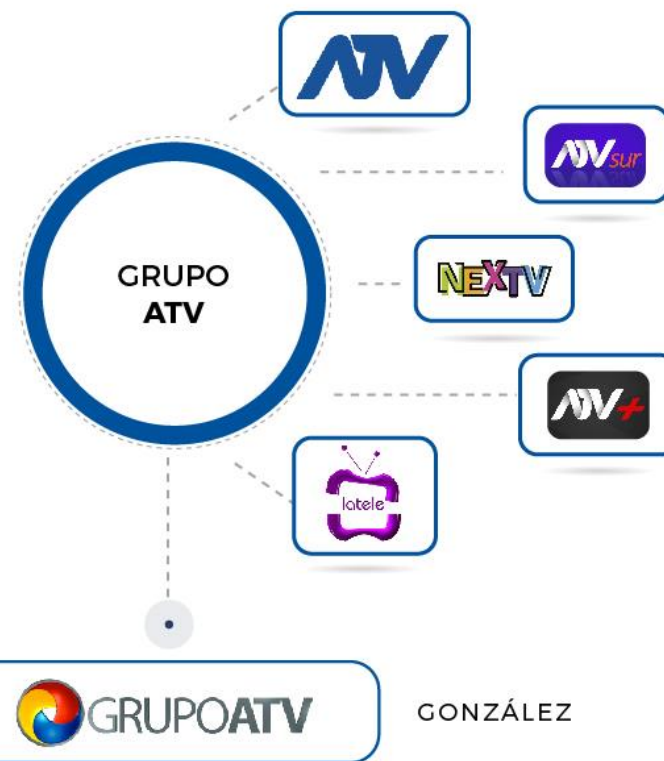 ATV
ATV sur
GRUPO
ATV
NEXTV
ATV+
latele
GRUPOATV
GONZÁLEZ